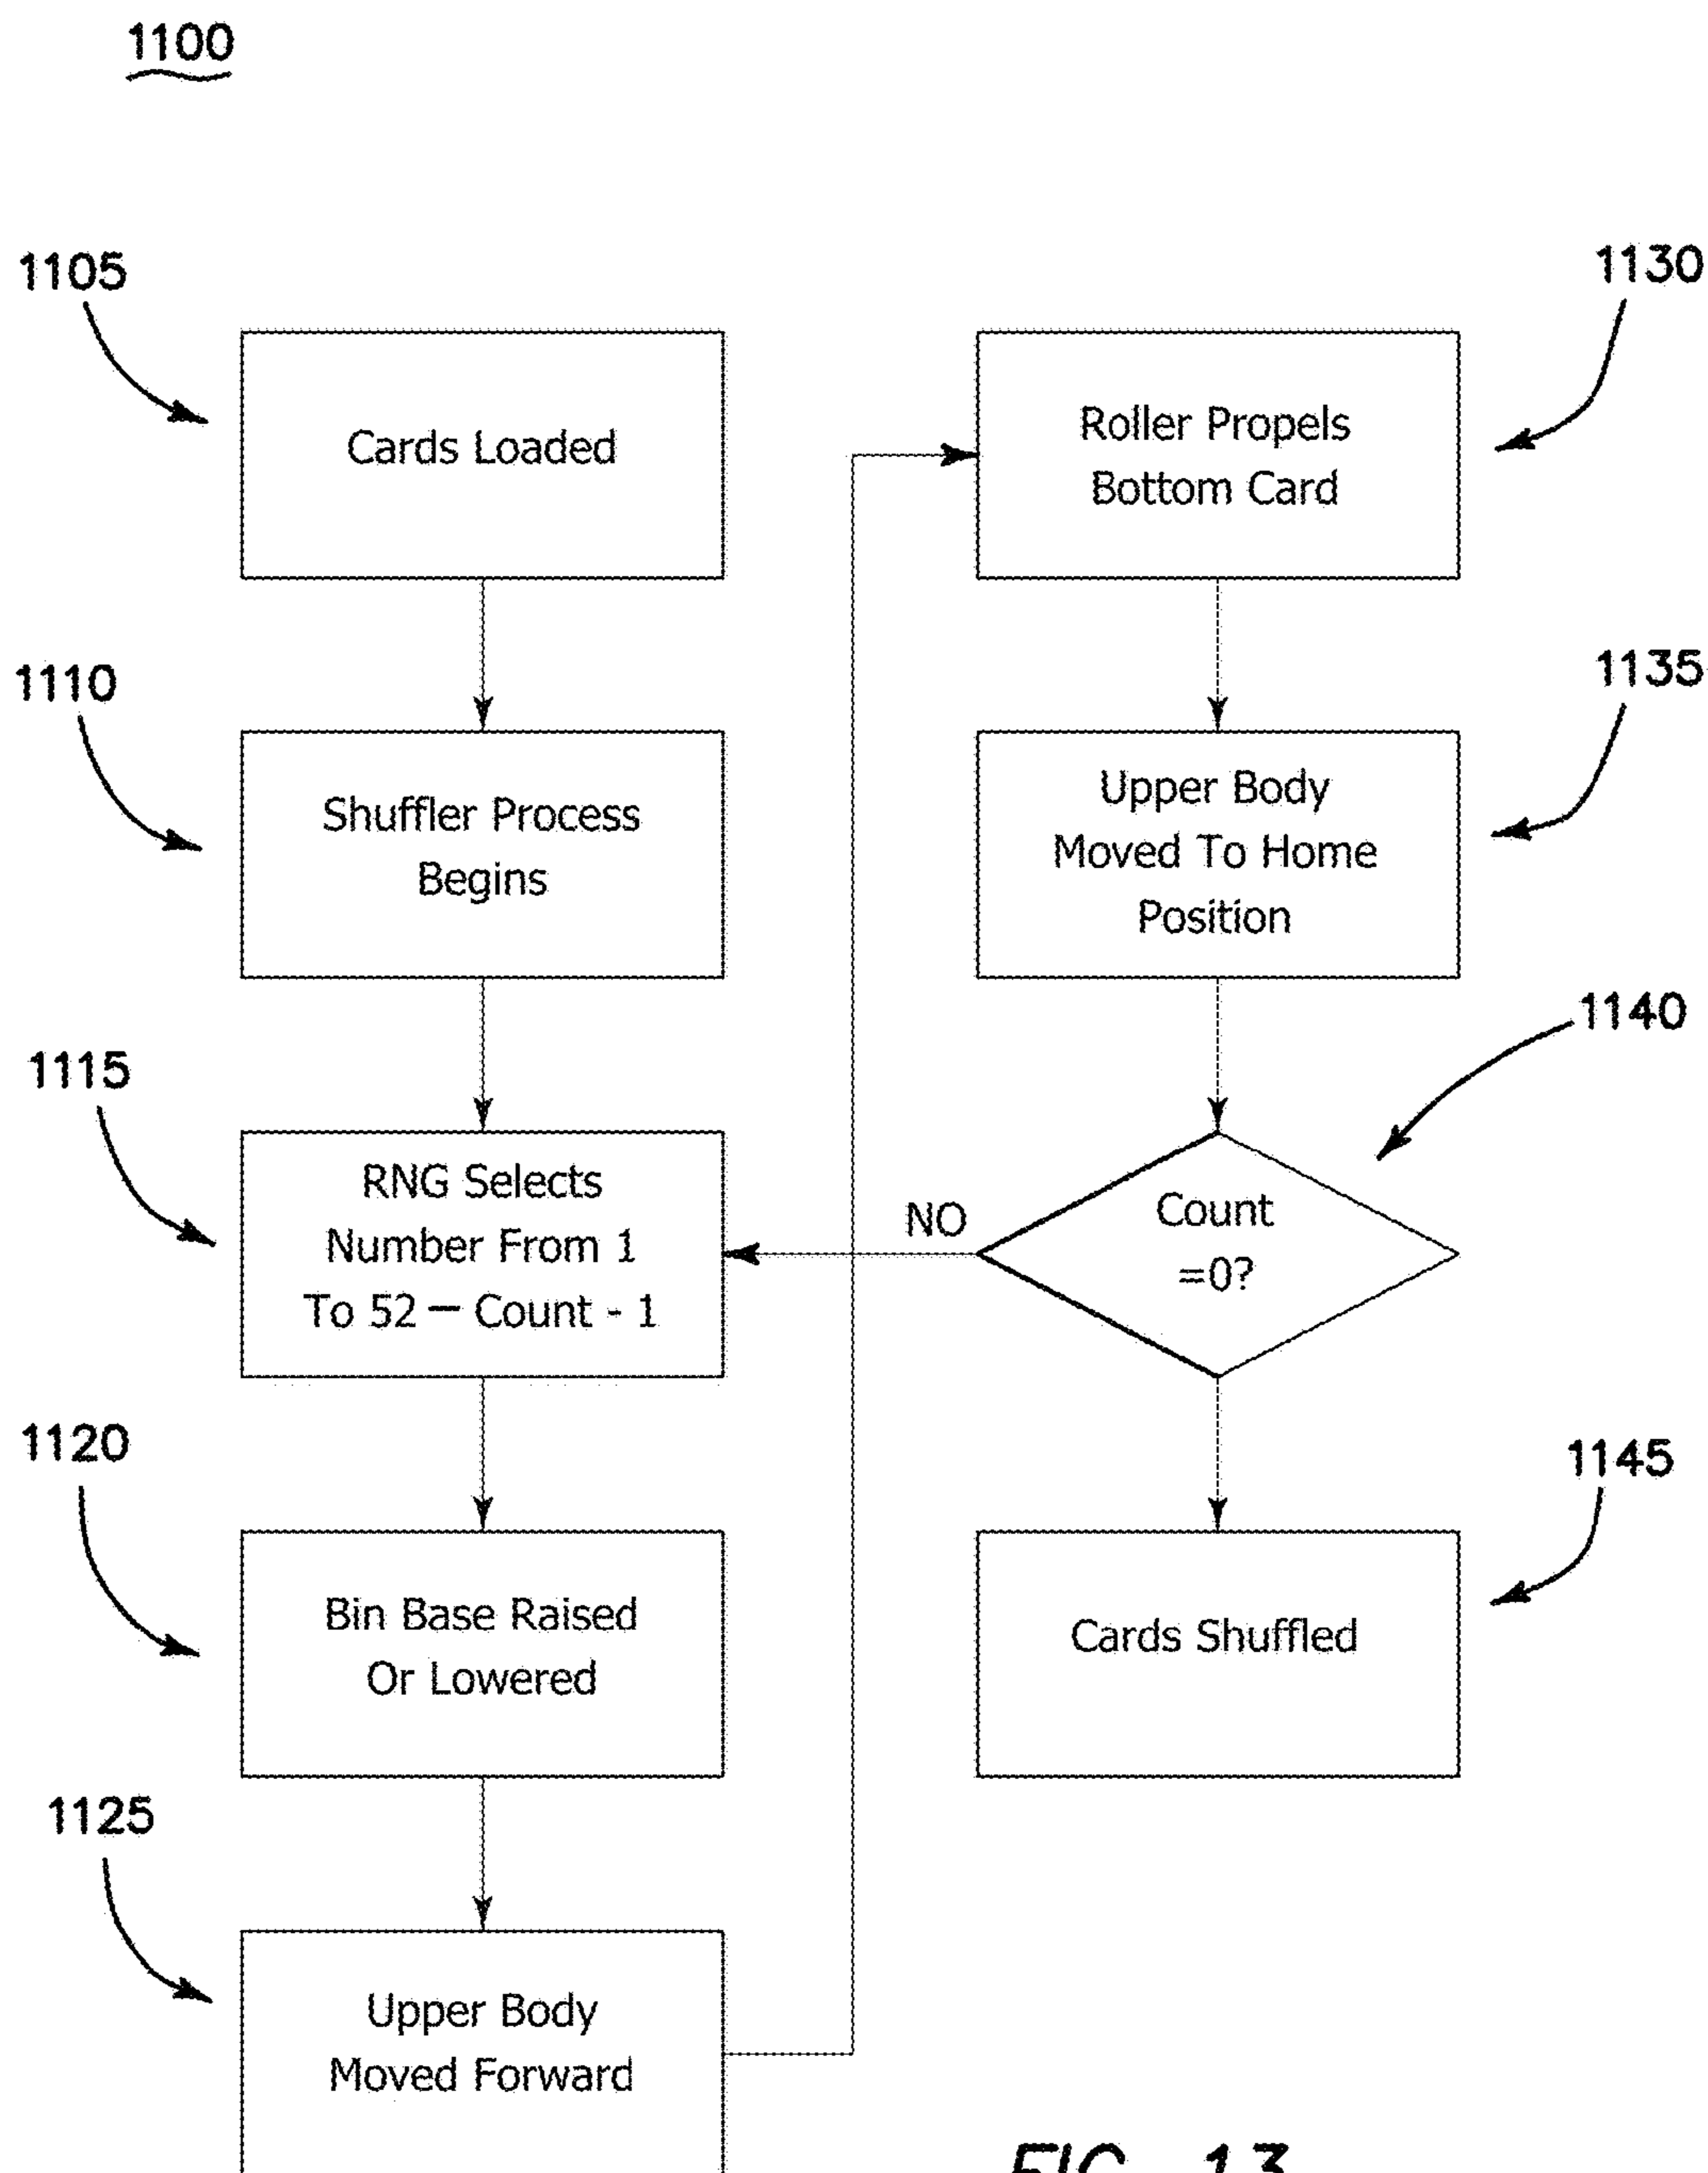 1100
1105
Cards Loaded
1110
Shuffler Process
Begins
1115
RNG Selects
Number From 1
To 52 – Count - 1
1120
Bin Base Raised
Or Lowered
1125
Upper Body
Moved Forward
1130
Roller Propels
Bottom Card
1135
Upper Body
Moved To Home
Position
1140
Count
=0?
NO
1145
Cards Shuffled
FIG. 13